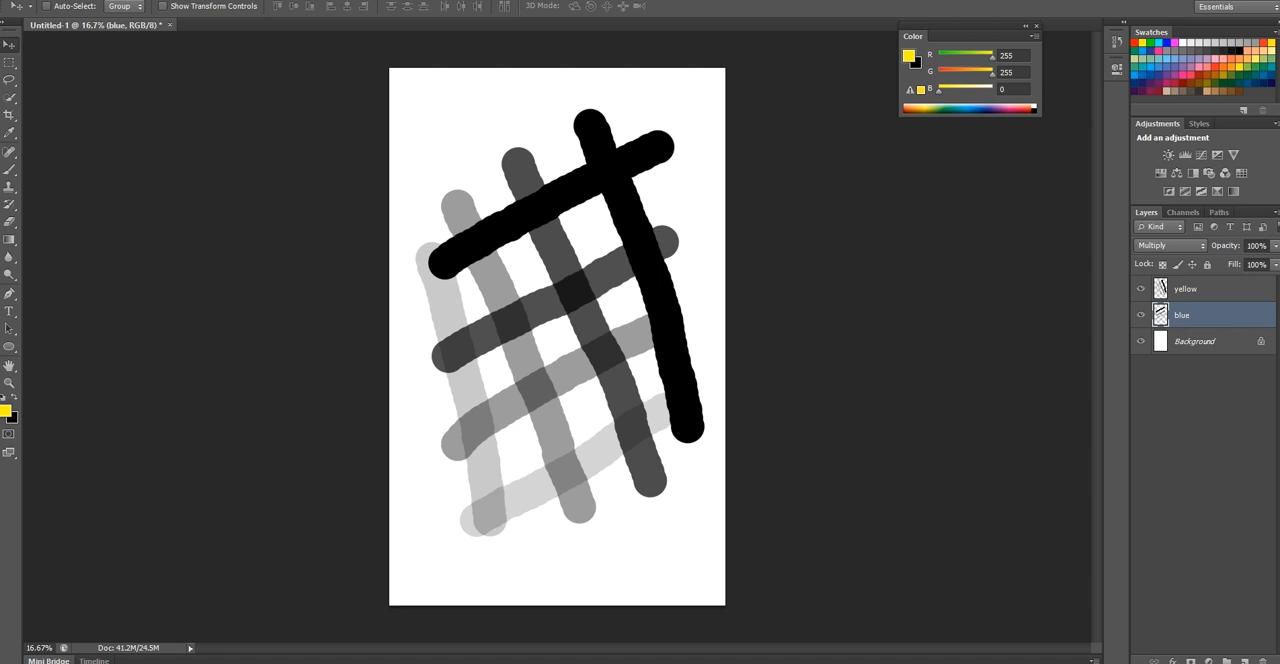 Auto-Select: Group Show Transform Controls 3D Mode: Essentials
Untitled-1 @ 16.7% (blue, RGB/8) * ×
Color
R 255
G 255
B 0
Swatches
Adjustments Styles
Add an adjustment
Layers Channels Paths
Kind
Multiply Opacity: 100%
Lock: Fill: 100%
yellow
blue
Background
16.67% Doc: 41.2M/24.5M
Mini Bridge Timeline